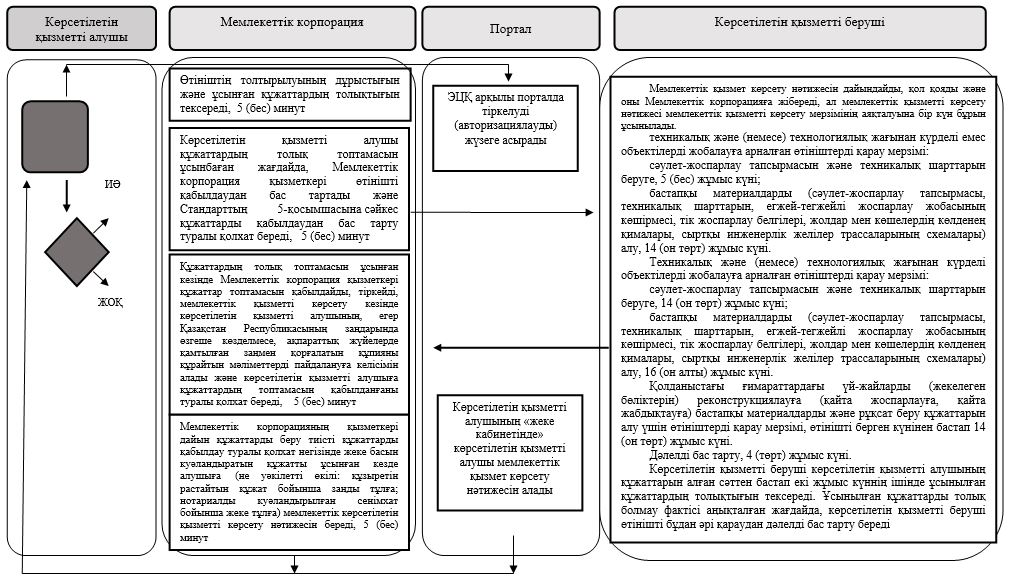 Көрсетілетін
қызметті алушы
Мемлекеттік корпорация
Портал
Көрсетілетін қызметті беруші
ИӘ
ЖОҚ
Өтініштің толтырылуының дұрыстығын
және ұсынған құжаттардың толықтығын
тексереді, 5 (бес) минут
Көрсетілетін қызметті алушы
құжаттардың толық топтамасын
ұсынбаған жағдайда, Мемлекеттік
корпорация қызметкері өтінішті
қабылдаудан бас тартады және
Стандарттың 5-қосымшасына сәйкес
құжаттарды қабылдаудан бас тарту
туралы қолхат береді, 5 (бес) минут
Құжаттардың толық топтамасын ұсынған
кезінде Мемлекеттік корпорация қызметкері
құжаттар топтамасын қабылдайды, тіркейді,
мемлекеттік қызметті көрсету кезінде
көрсетілетін қызметті алушының, егер
Қазақстан Республикасының заңдарында
өзгеше көзделмесе, ақпараттық жүйелерде
қамтылған заңмен қорғалатын құпияны
құрайтын мәліметтерді пайдалануға келісімін
алады және көрсетілетін қызметті алушыға
құжаттардың топтамасын қабылданғаны
туралы қолхат береді, 5 (бес) минут
Мемлекеттік корпорацияның қызметкері
дайын құжаттарды беру тиісті құжаттарды
қабылдау туралы қолхат негізінде жеке басын
куәландыратын құжатты ұсынған кезде
алушыға (не уәкілетті өкілі: құзыретін
растайтын құжат бойынша заңды тұлға;
нотариалды куәландырылған сенімхат
бойынша жеке тұлға) мемлекеттік көрсетілетін
қызметті көрсету нәтижесін береді, 5 (бес)
минут
ЭЦҚ арқылы порталда
тіркелуді
(авторизациялауды)
жүзеге асырады
Көрсетілетін қызметті
алушының «жеке
кабинетінде»
көрсетілетін қызметті
алушы мемлекеттік
қызмет көрсету
нәтижесін алады
Мемлекеттік қызмет көрсету нәтижесін дайындайды, қол қояды және
оны Мемлекеттік корпорацияға жібереді, ал мемлекеттік қызметті көрсету
нәтижесі мемлекеттік қызметті көрсету мерзімінің аяқталуына бір күн бұрын
ұсынылады.
техникалық және (немесе) технологиялық жағынан күрделі емес
объектілерді жобалауға арналған өтініштерді қарау мерзімі:
сәулет-жоспарлау тапсырмасын және техникалық шарттарын
беруге, 5 (бес) жұмыс күні;
бастапқы материалдарды (сәулет-жоспарлау тапсырмасы,
техникалық шарттарын, егжей-тегжейлі жоспарлау жобасының
көшірмесі, тік жоспарлау белгілері, жолдар мен көшелердің көлденең
қималары, сыртқы инженерлік желілер трассаларының схемалары)
алу, 14 (он төрт) жұмыс күні.
Техникалық және (немесе) технологиялық жағынан күрделі
объектілерді жобалауға арналған өтініштерді қарау мерзімі:
сәулет-жоспарлау тапсырмасын және техникалық шарттарын
беруге, 14 (он төрт) жұмыс күні;
бастапқы материалдарды (сәулет-жоспарлау тапсырмасы,
техникалық шарттарын, егжей-тегжейлі жоспарлау жобасының
көшірмесі, тік жоспарлау белгілері, жолдар мен көшелердің көлденең
қималары, сыртқы инженерлік желілер трассаларының схемалары)
алу, 16 (он алты) жұмыс күні.
Қолданыстағы ғимараттардағы үй-жайларды (жекелеген
бөліктерін) реконструкциялауға (қайта жоспарлауға, қайта
жабдықтауға) бастапқы материалдарды және рұқсат беру құжаттарын
алу үшін өтініштерді қарау мерзімі, өтінішті берген күнінен бастап 14
(он төрт) жұмыс күні.
Дәлелді бас тарту, 4 (төрт) жұмыс күні.
Көрсетілетін қызметті беруші көрсетілетін қызметті алушының
құжаттарын алған сәттен бастап екі жұмыс күннің ішінде ұсынылған
құжаттардың толықтығын тексереді. Ұсынылған құжаттарды толық
болмау фактісі анықталған жағдайда, көрсетілетін қызметті беруші
өтінішті бұдан әрі қараудан дәлелді бас тарту береді